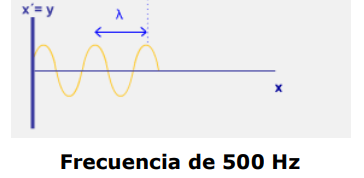 x´= y
λ
x
Frecuencia de 500 Hz